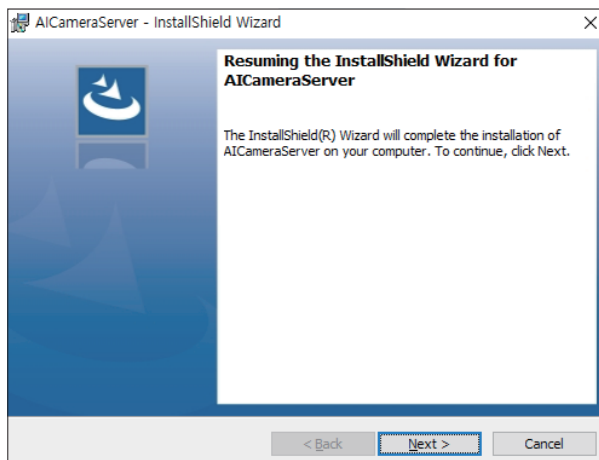 AICameraServer - InstallShield Wizard
Resuming the InstallShield Wizard for
AICameraServer
The InstallShield(R) Wizard will complete the installation of
AICameraServer on your computer. To continue, click Next.
< Back
Next >
Cancel